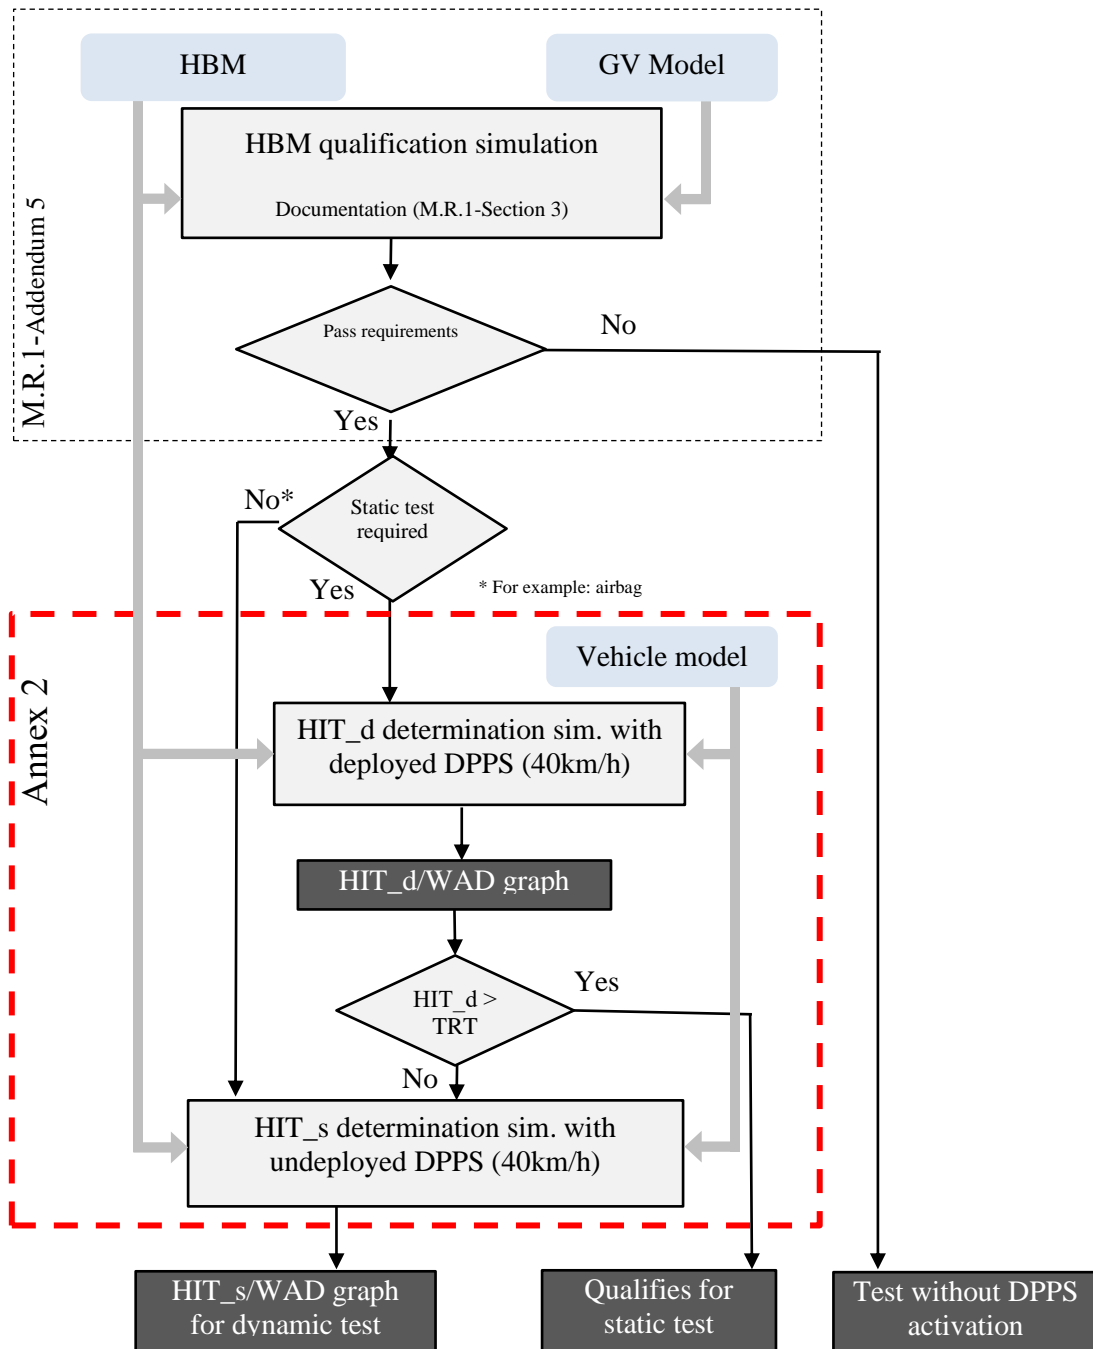 HBM
GV Model
HBM qualification simulation
Documentation (M.R.1-Section 3)
M.R.1-Addendum 5
Pass requirements
No
Yes
No*
Static test
required
Yes
* For example: airbag
Annex 2
Vehicle model
HIT_d determination sim. with
deployed DPPS (40km/h)
HIT_d/WAD graph
HIT_d >
TRT
Yes
No
HIT_s determination sim. with
undeployed DPPS (40km/h)
HIT_s/WAD graph
for dynamic test
Qualifies for
static test
Test without DPPS
activation